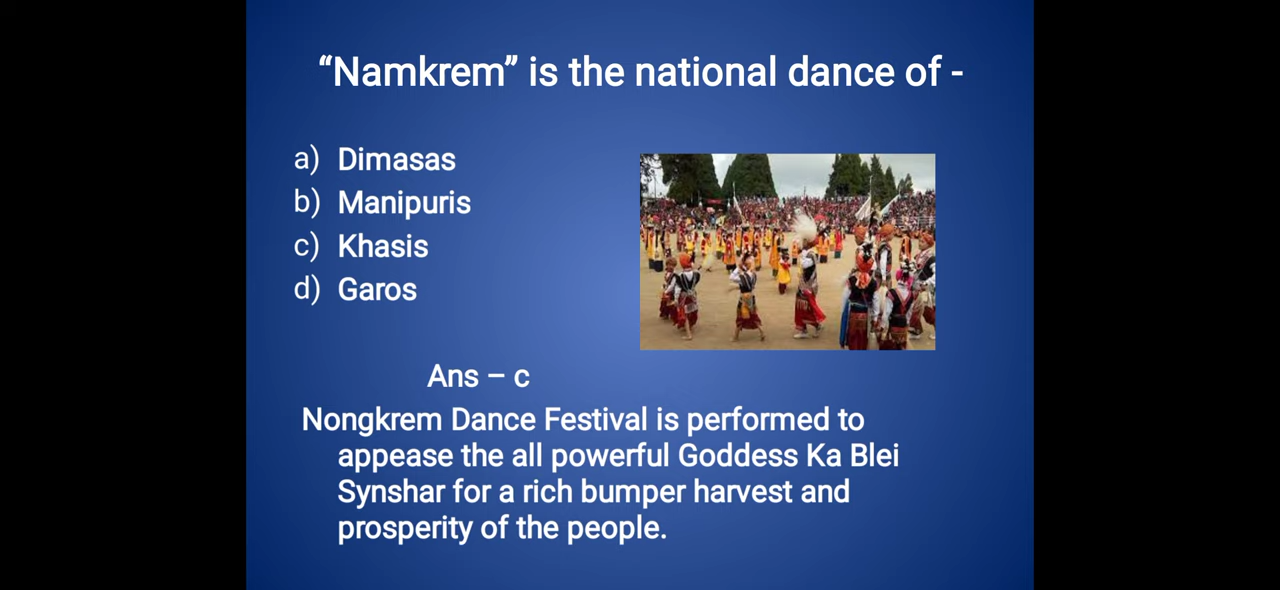 “Namkrem” is the national dance of -
a) Dimasas
b) Manipuris
c) Khasis
d) Garos
Ans – c
Nongkrem Dance Festival is performed to
appease the all powerful Goddess Ka Blei
Synshar for a rich bumper harvest and
prosperity of the people.